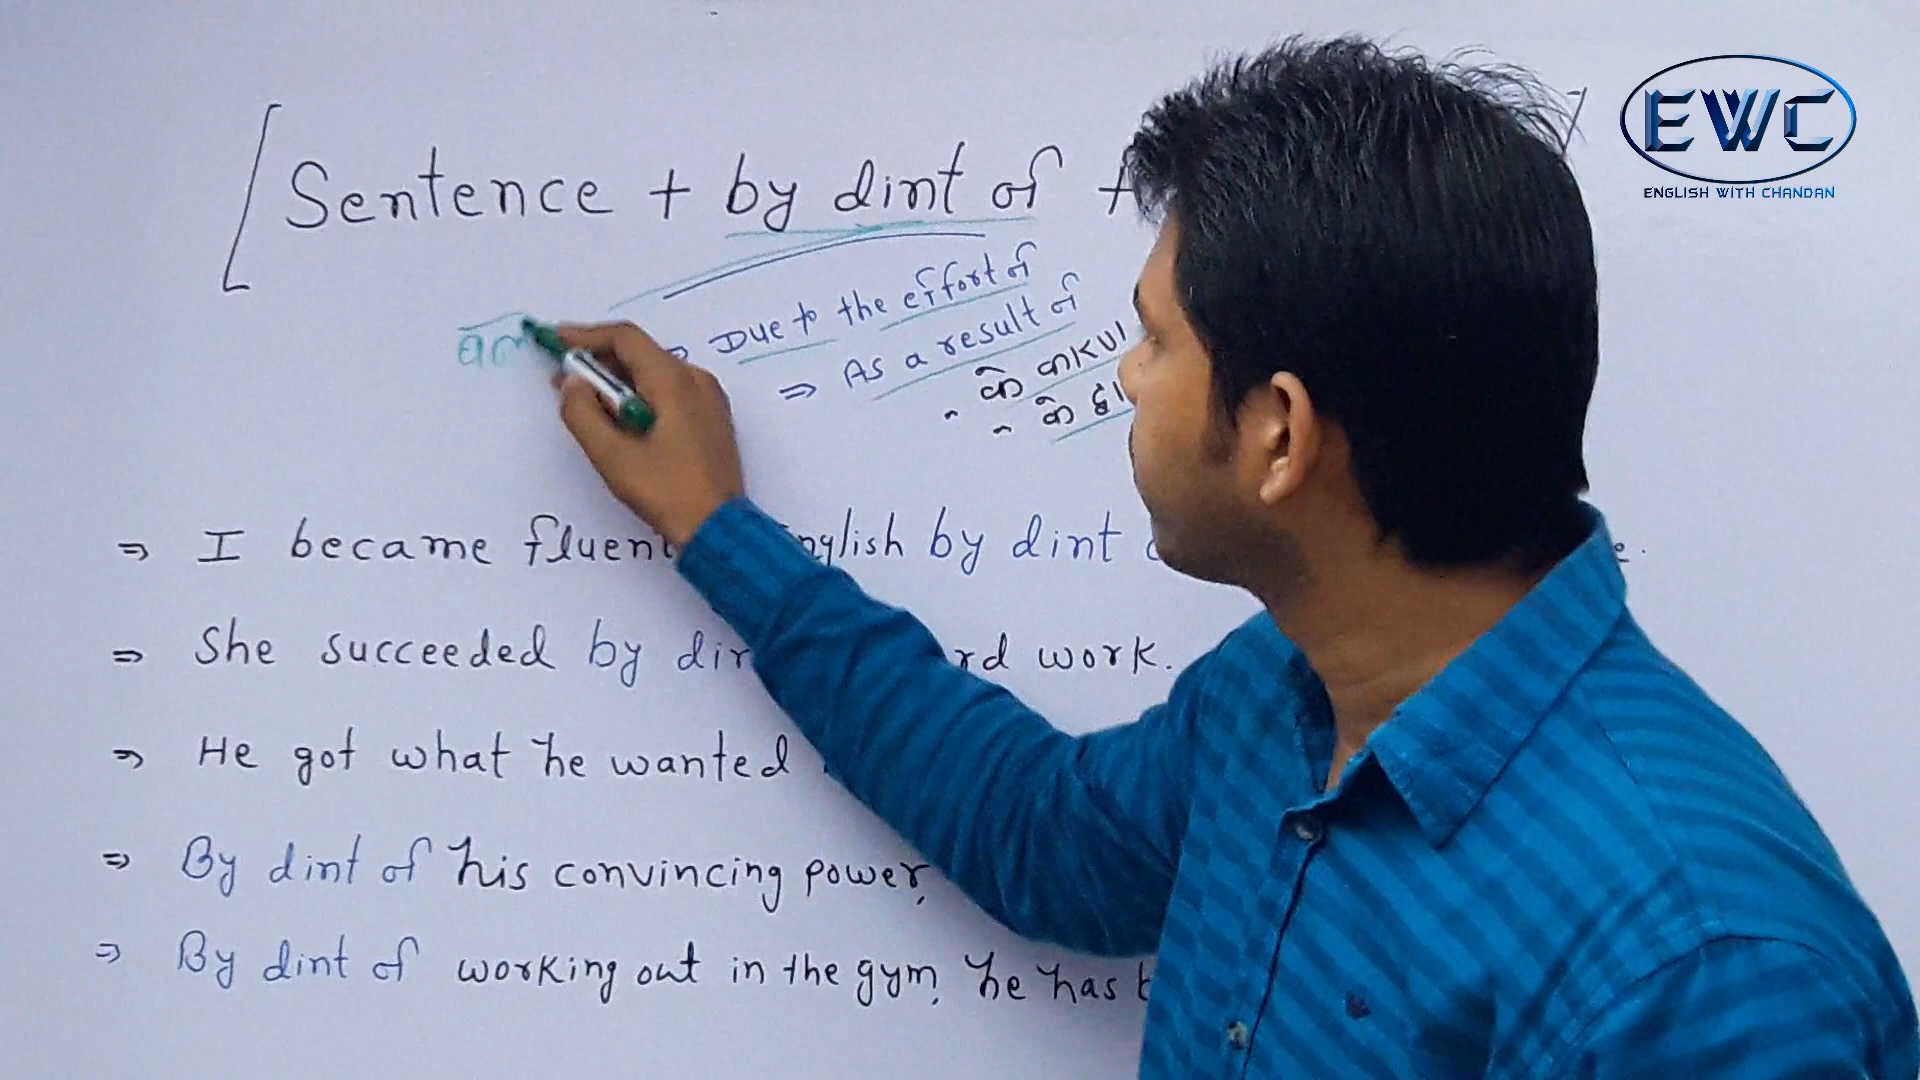 EWC
ENGLISH WITH CHANDAN
[Sentence + by dint of +
⇒ Due to the effort of
⇒ As a result of
के कारण
के द्वा
⇒ I became fluen nglish by dint
⇒ She succeeded by din rd work.
⇒ He got what he wanted
⇒ By dint of his convincing power,
⇒ By dint of working out in the gym, he has